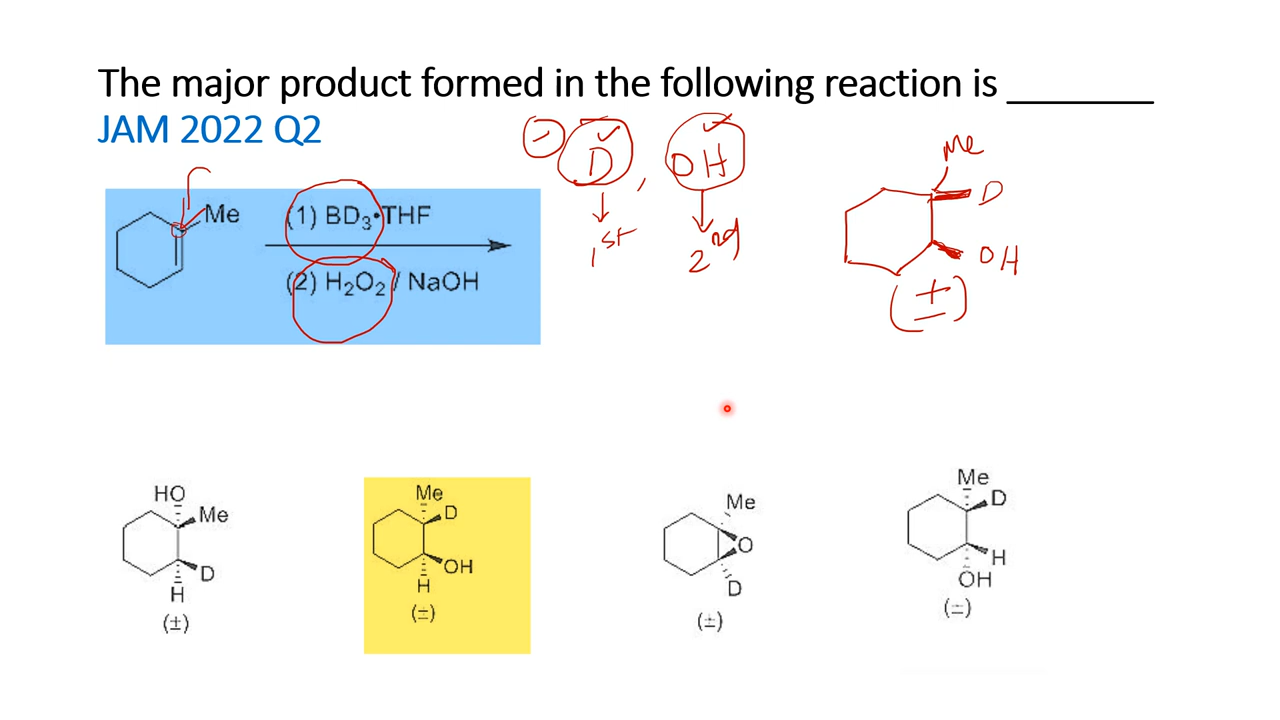 The major product formed in the following reaction is _______
JAM 2022 Q2
Me
(1) BD₃•THF
(2) H₂O₂ / NaOH
D , OH
1st 2nd
Me
D
OH
(±)
HO
Me
D
H
(±)
Me
D
OH
H
(±)
Me
O
D
(±)
Me
D
H
OH
(±)